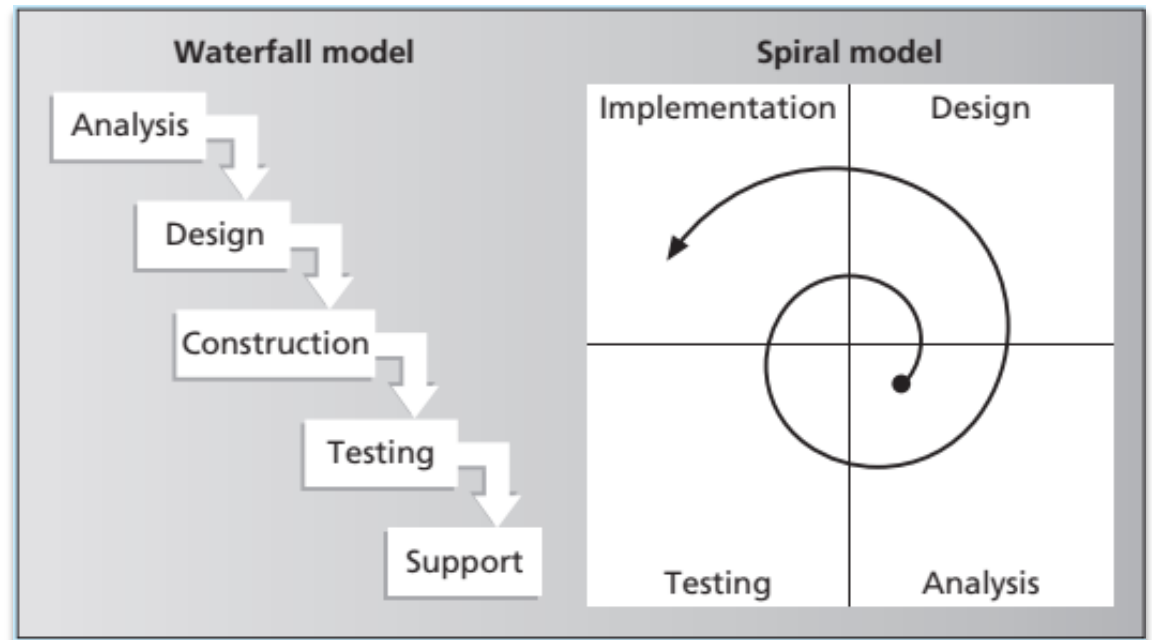 Waterfall model
Analysis
Design
Construction
Testing
Support
Spiral model
Implementation
Design
Testing
Analysis